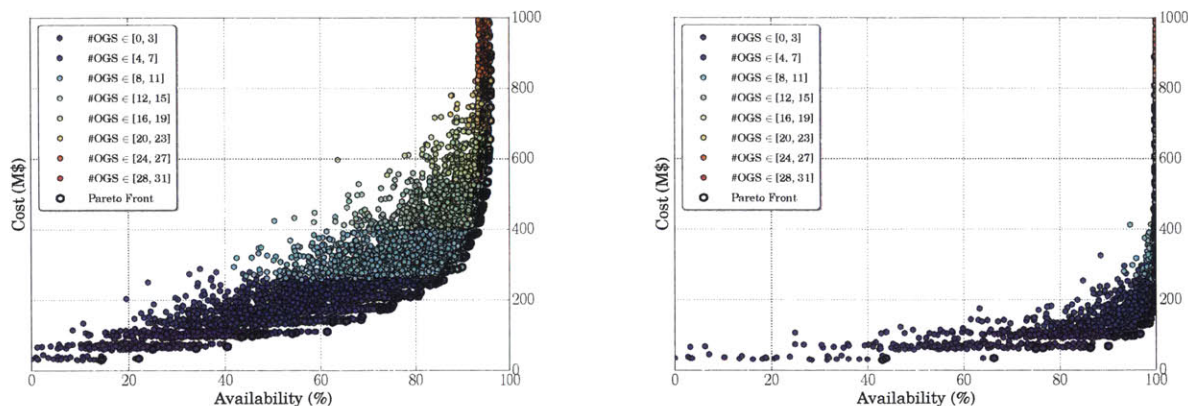 1000
800
600
400
200
0
Cost (M$)
#OGS ∈ [0, 3]
#OGS ∈ [4, 7]
#OGS ∈ [8, 11]
#OGS ∈ [12, 15]
#OGS ∈ [16, 19]
#OGS ∈ [20, 23]
#OGS ∈ [24, 27]
#OGS ∈ [28, 31]
Pareto Front
0 20 40 60 80 100
Availability (%)
1000
800
600
400
200
0
Cost (M$)
#OGS ∈ [0, 3]
#OGS ∈ [4, 7]
#OGS ∈ [8, 11]
#OGS ∈ [12, 15]
#OGS ∈ [16, 19]
#OGS ∈ [20, 23]
#OGS ∈ [24, 27]
#OGS ∈ [28, 31]
Pareto Front
0 20 40 60 80 100
Availability (%)